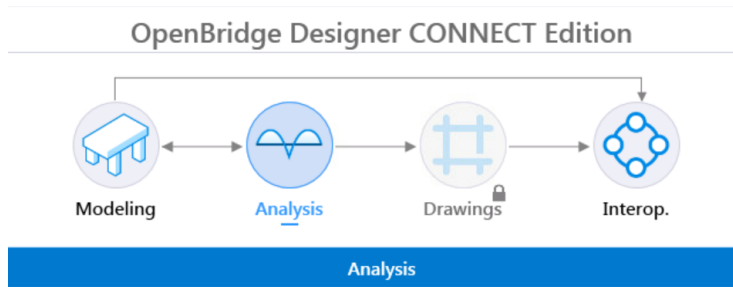 OpenBridge Designer CONNECT Edition
Modeling
Analysis
Drawings
Interop.
Analysis